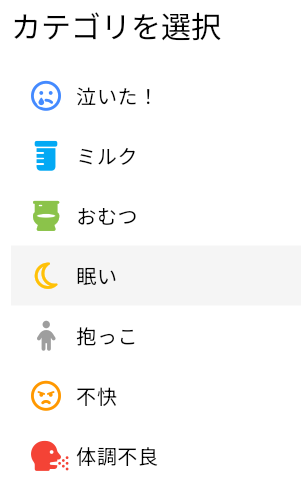 カテゴリを選択
泣いた！
ミルク
おむつ
眠い
抱っこ
不快
体調不良